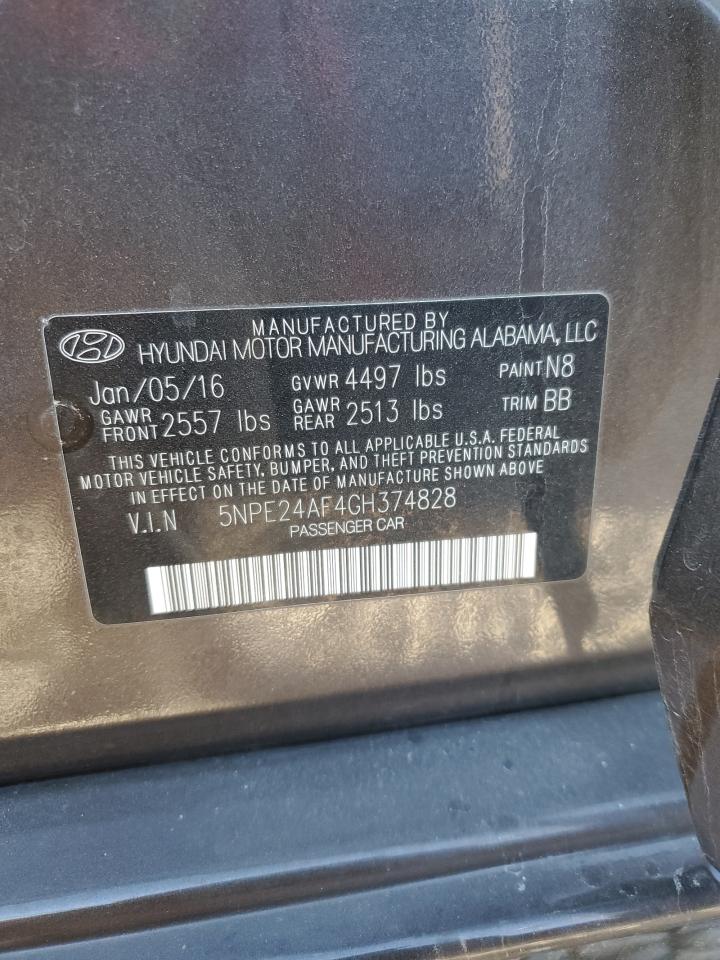 MANUFACTURED BY
HYUNDAI MOTOR MANUFACTURING ALABAMA, LLC
Jan/05/16 GVWR 4497 lbs PAINT N8
GAWR FRONT 2557 lbs GAWR REAR 2513 lbs TRIM BB
THIS VEHICLE CONFORMS TO ALL APPLICABLE U.S.A. FEDERAL
MOTOR VEHICLE SAFETY, BUMPER, AND THEFT PREVENTION STANDARDS
IN EFFECT ON THE DATE OF MANUFACTURE SHOWN ABOVE
V.I.N 5NPE24AF4GH374828
PASSENGER CAR